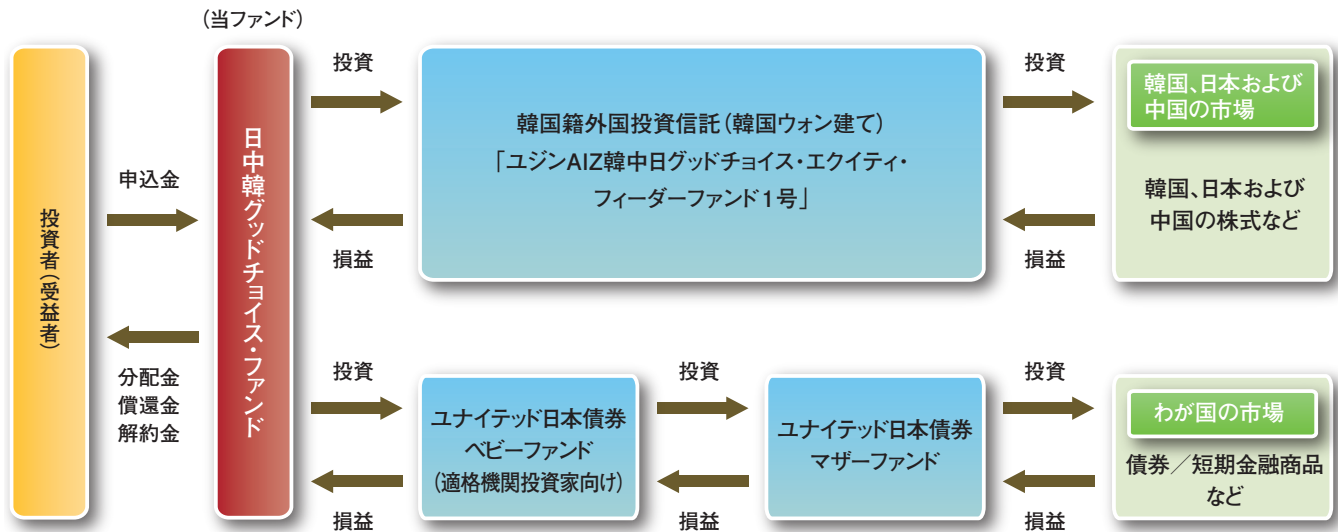 (当ファンド)
投資者(受益者)
申込金
分配金
償還金
解約金
日中韓グッドチョイス・ファンド
投資
損益
韓国籍外国投資信託(韓国ウォン建て)
「ユジンAIZ韓中日グッドチョイス・エクイティ・
フィーダーファンド1号」
投資
損益
韓国、日本および
中国の市場
韓国、日本および
中国の株式など
投資
損益
ユナイテッド日本債券
ベビーファンド
(適格機関投資家向け)
投資
損益
ユナイテッド日本債券
マザーファンド
投資
損益
わが国の市場
債券/短期金融商品
など